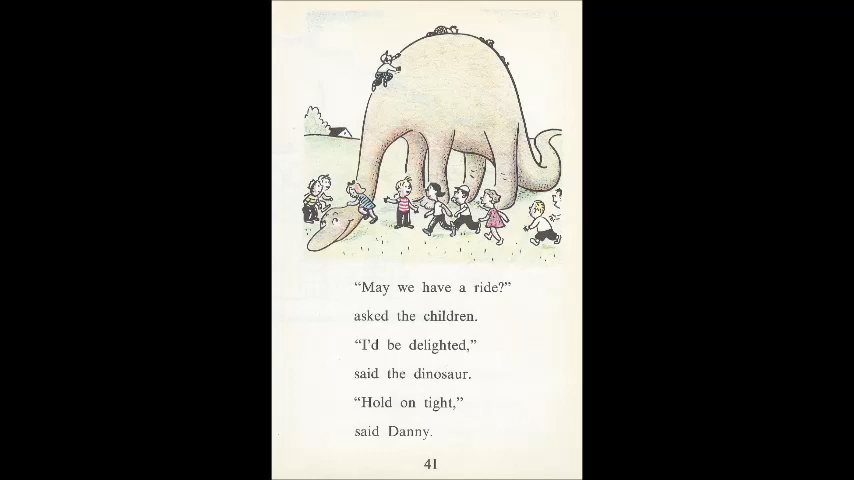 “May we have a ride?”
asked the children.
“I’d be delighted,”
said the dinosaur.
“Hold on tight,”
said Danny.
41